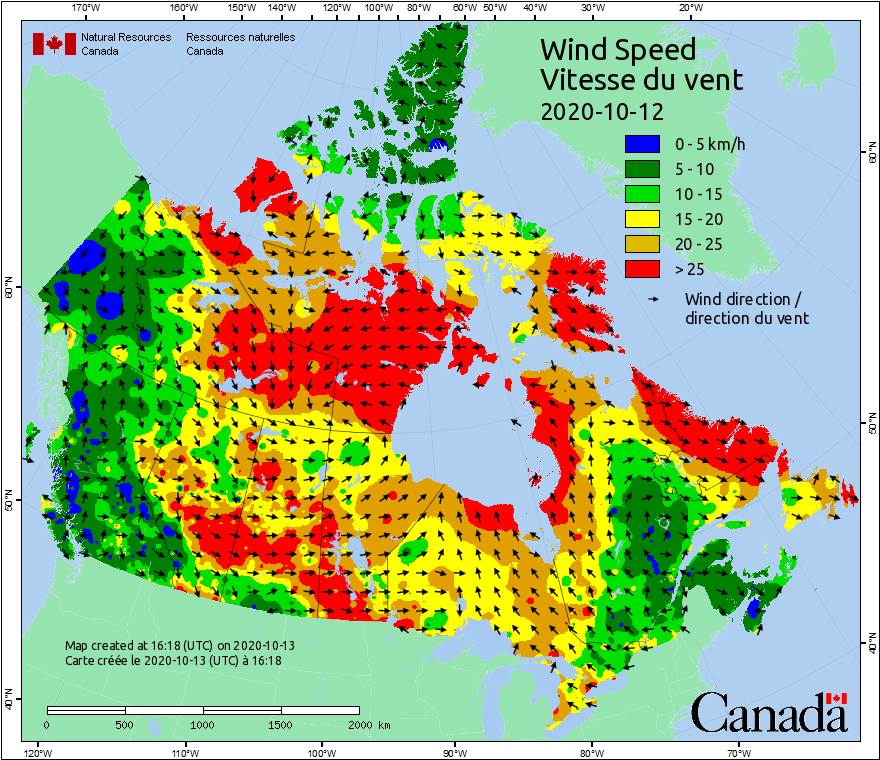 170°W 160°W 150°W 140°W 130°W 120°W 110°W 100°W 90°W 80°W 70°W 60°W 50°W 40°W 30°W 20°W
Natural Resources Canada
Ressources naturelles Canada
Wind Speed
Vitesse du vent
2020-10-12
0 - 5 km/h
5 - 10
10 - 15
15 - 20
20 - 25
> 25
Wind direction /
direction du vent
60°N
50°N
40°N
60°N
50°N
40°N
Map created at 16:18 (UTC) on 2020-10-13
Carte créée le 2020-10-13 (UTC) à 16:18
0 500 1000 1500 2000 km
Canada
120°W 110°W 100°W 90°W 80°W 70°W